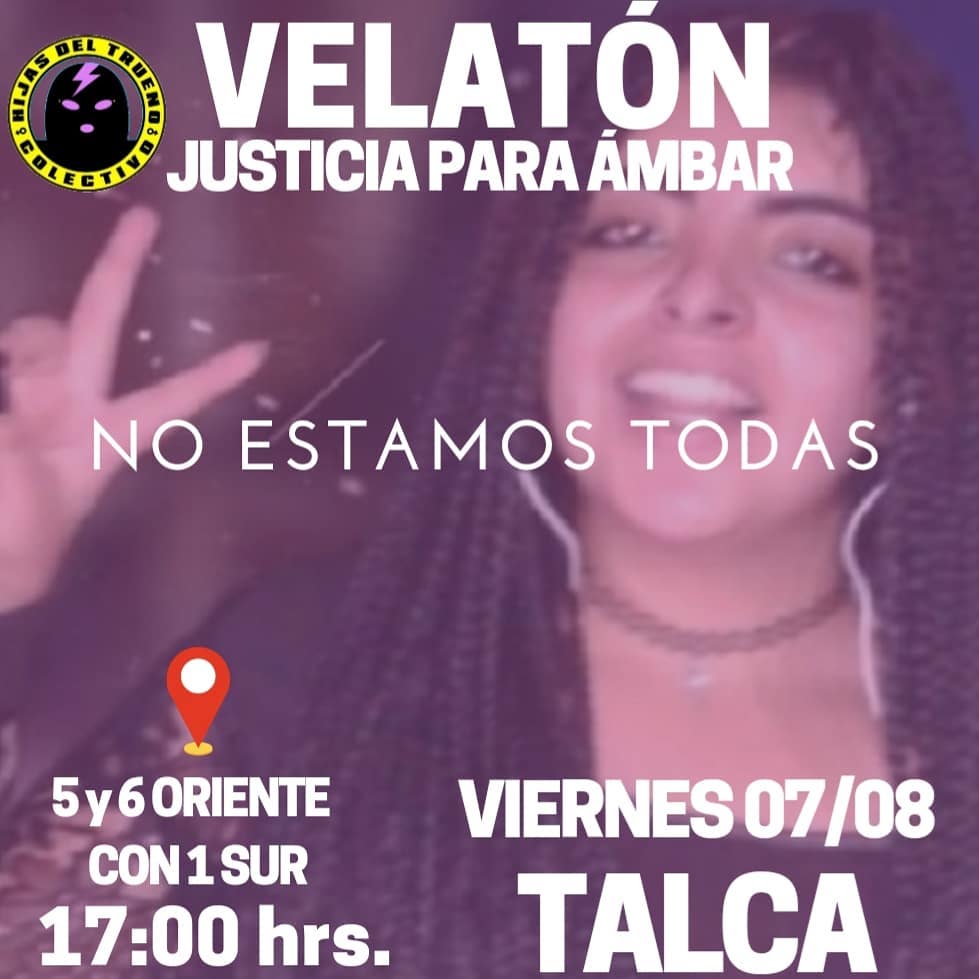 HIJAS DEL TRUENO
COLECTIVO
VELATÓN
JUSTICIA PARA ÁMBAR
NO ESTAMOS TODAS
5 y 6 ORIENTE
CON 1 SUR
17:00 hrs.
VIERNES 07/08
TALCA